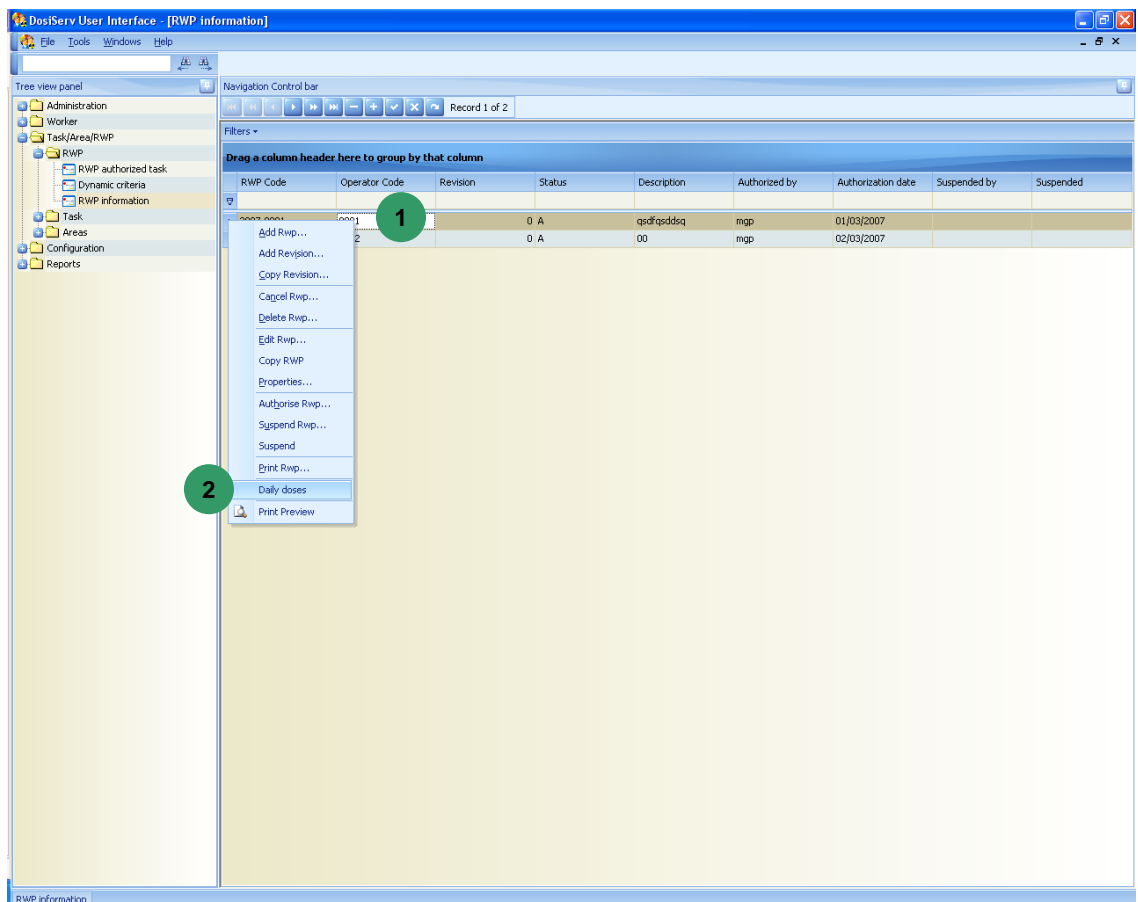 DosiServ User Interface - [RWP information]
File Tools Windows Help
Tree view panel
Administration
Worker
Task/Area/RWP
RWP
RWP authorized task
Dynamic criteria
RWP information
Task
Areas
Configuration
Reports
Navigation Control bar
Record 1 of 2
Filters
Drag a column header here to group by that column
RWP Code Operator Code Revision Status Description Authorized by Authorization date Suspended by Suspended
2007-0001 0001 0 A qsdfqsddsq mgp 01/03/2007
2 0 A 00 mgp 02/03/2007
1
Add Rwp...
Add Revision...
Copy Revision...
Cancel Rwp...
Delete Rwp...
Edit Rwp...
Copy RWP
Properties...
Authorise Rwp...
Suspend Rwp...
Suspend
Print Rwp...
2
Daily doses
Print Preview
RWP information